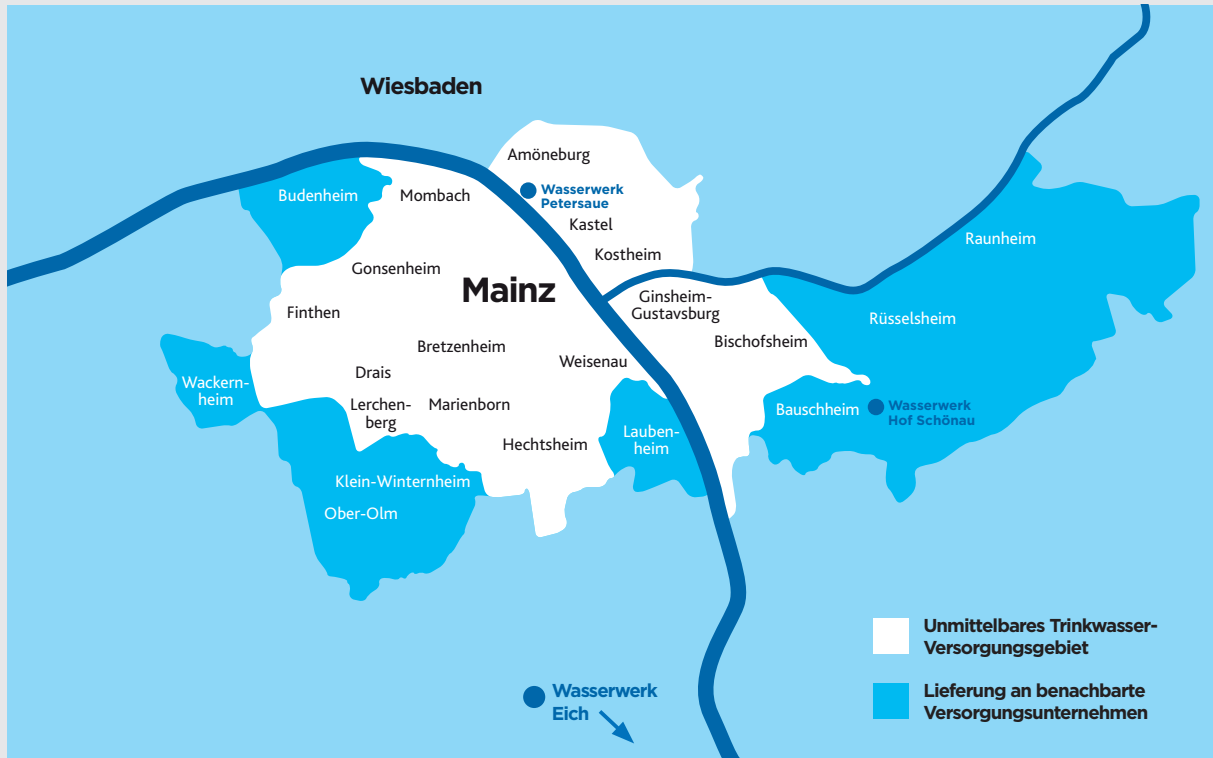 Wiesbaden
Amöneburg
Budenheim
Mombach
Wasserwerk
Petersaue
Kastel
Kostheim
Raunheim
Gonsenheim
Mainz
Ginsheim-
Gustavsburg
Finthen
Rüsselsheim
Bischofsheim
Bretzenheim
Weisenau
Drais
Wackern-
heim
Lerchen-
berg
Marienborn
Bauschheim
Wasserwerk
Hof Schönau
Hechtsheim
Lauben-
heim
Klein-Winternheim
Ober-Olm
Unmittelbares Trinkwasser-
Versorgungsgebiet
Lieferung an benachbarte
Versorgungsunternehmen
Wasserwerk
Eich